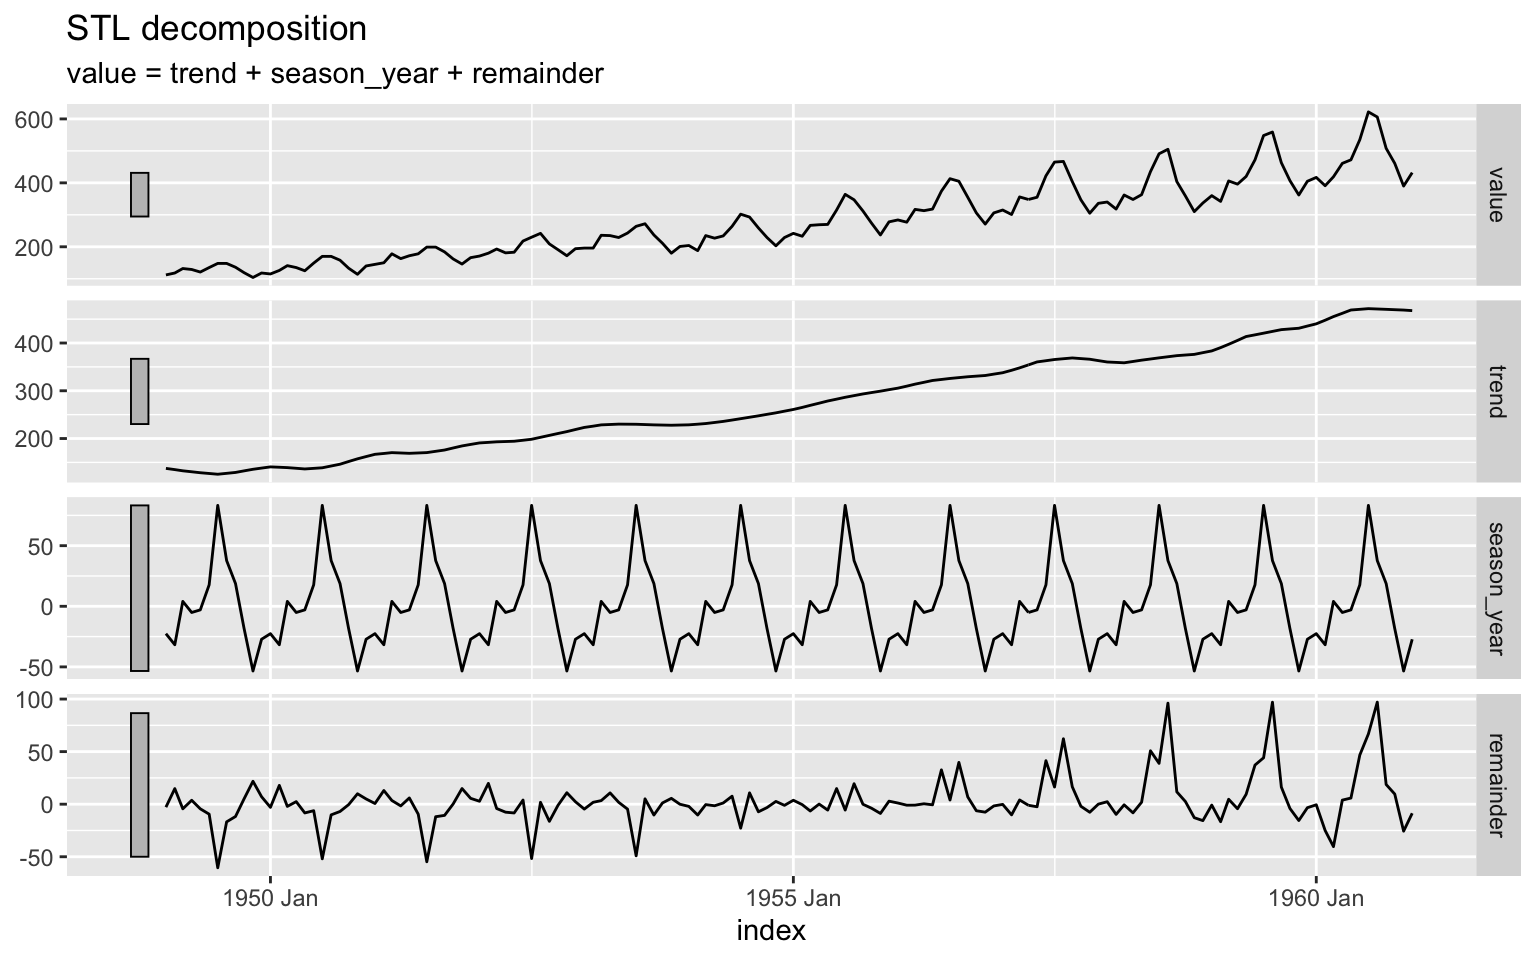 STL decomposition
value = trend + season_year + remainder
600
400
200
value
400
300
200
trend
50
0
-50
season_year
100
50
0
-50
remainder
1950 Jan
1955 Jan
1960 Jan
index